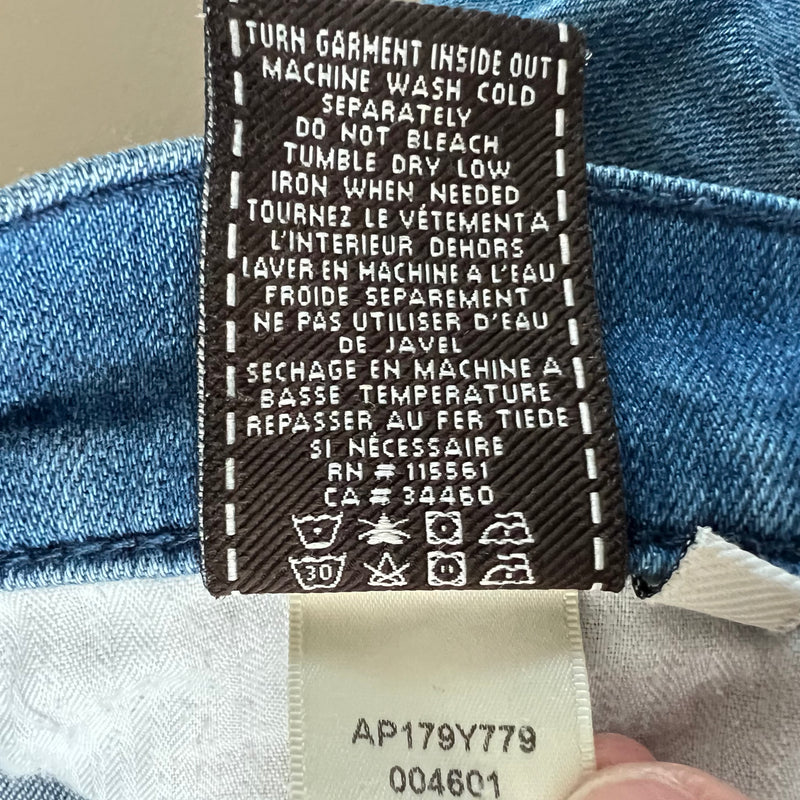 TURN GARMENT INSIDE OUT
MACHINE WASH COLD
SEPARATELY
DO NOT BLEACH
TUMBLE DRY LOW
IRON WHEN NEEDED
TOURNEZ LE VÉTEMENT A
L'INTERIEUR DEHORS
LAVER EN MACHINE A L'EAU
FROIDE SEPAREMENT
NE PAS UTILISER D'EAU
DE JAVEL
SECHAGE EN MACHINE A
BASSE TEMPERATURE
REPASSER AU FER TIEDE
SI NÉCESSAIRE
RN # 115561
CA # 34460
30
AP179Y779
004601